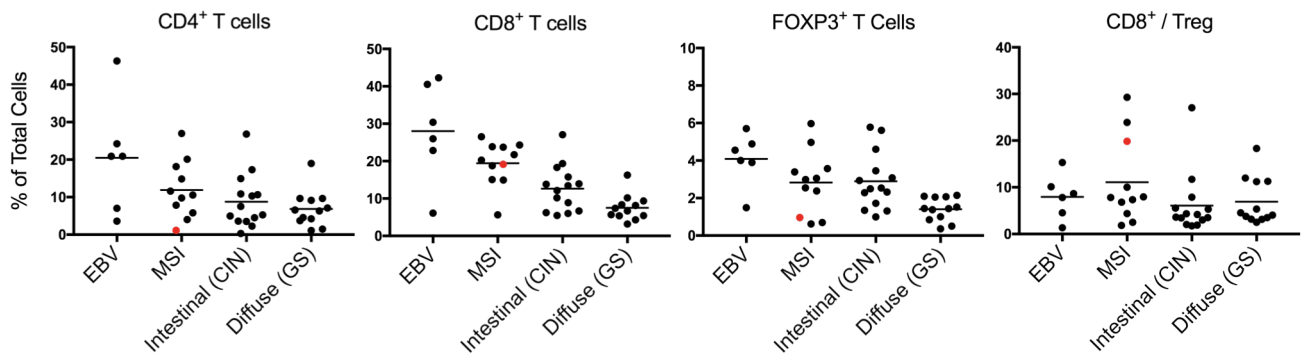 CD4⁺ T cells
CD8⁺ T cells
FOXP3⁺ T Cells
CD8⁺ / Treg
% of Total Cells
50
40
30
20
10
0
EBV
MSI
Intestinal (CIN)
Diffuse (GS)
50
40
30
20
10
0
EBV
MSI
Intestinal (CIN)
Diffuse (GS)
10
8
6
4
2
0
EBV
MSI
Intestinal (CIN)
Diffuse (GS)
40
30
20
10
0
EBV
MSI
Intestinal (CIN)
Diffuse (GS)